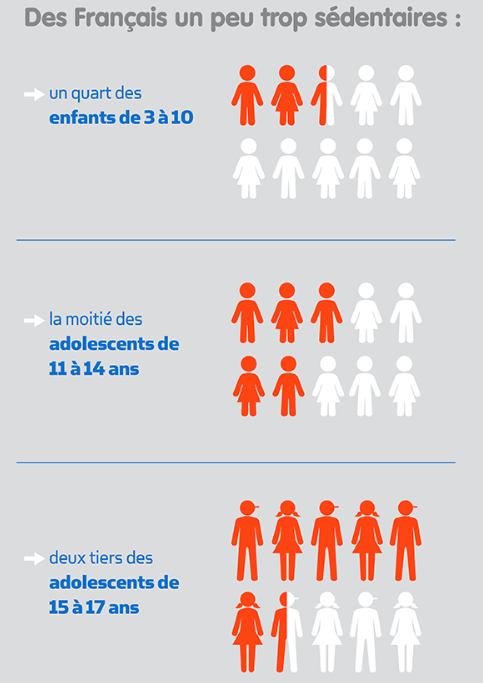 Des Français un peu trop sédentaires :
un quart des
enfants de 3 à 10
la moitié des
adolescents de
11 à 14 ans
deux tiers des
adolescents de
15 à 17 ans